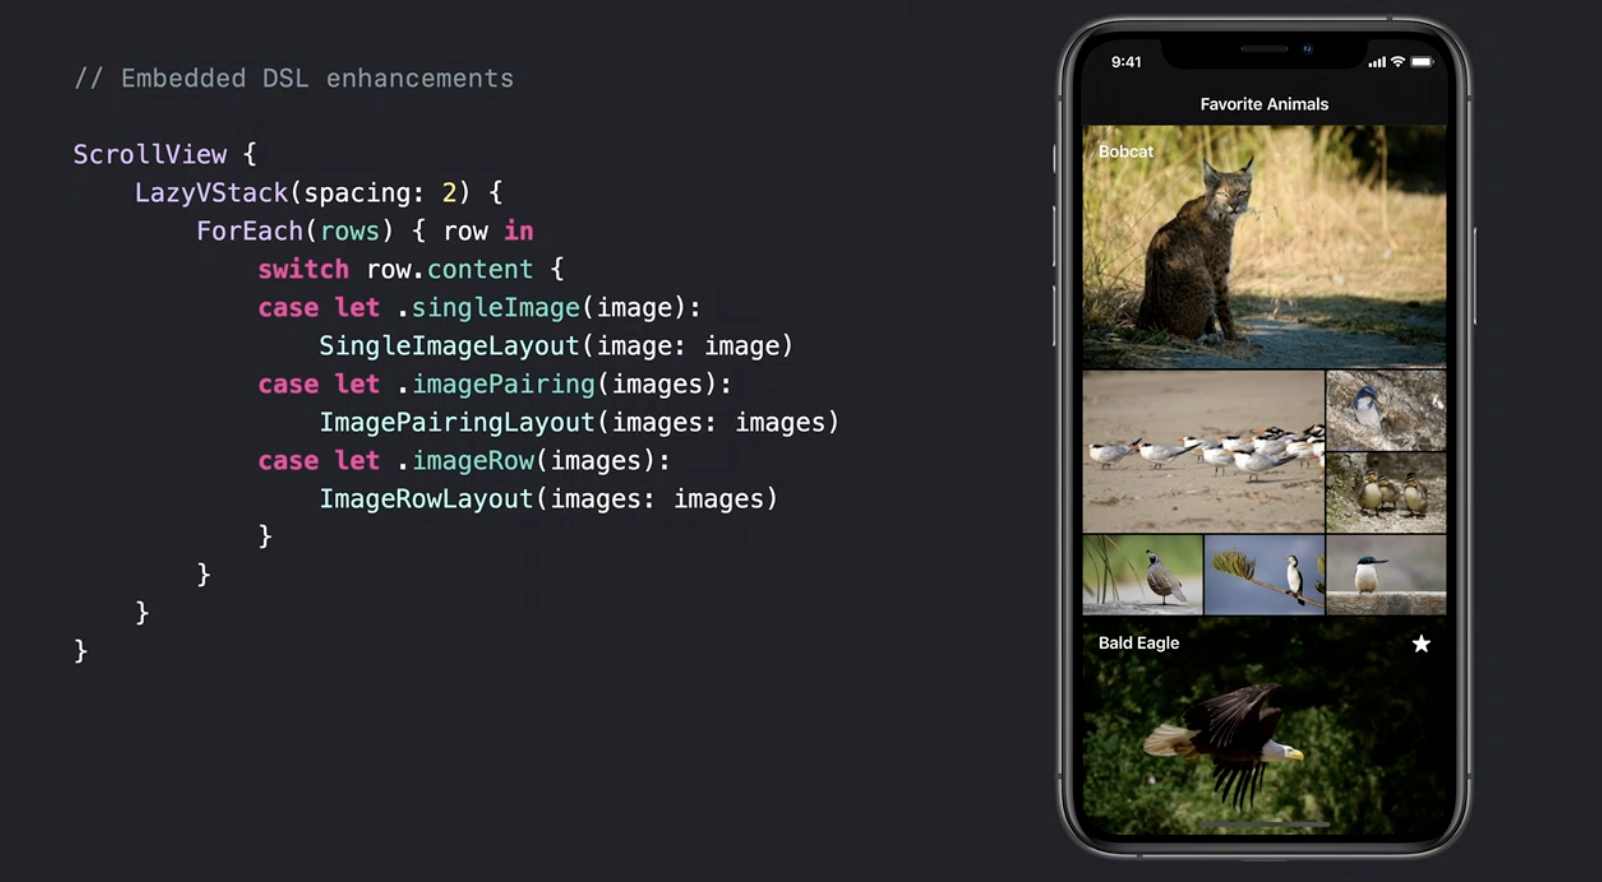 // Embedded DSL enhancements
ScrollView {
    LazyVStack(spacing: 2) {
        ForEach(rows) { row in
            switch row.content {
            case let .singleImage(image):
                SingleImageLayout(image: image)
            case let .imagePairing(images):
                ImagePairingLayout(images: images)
            case let .imageRow(images):
                ImageRowLayout(images: images)
            }
        }
    }
}
9:41
Favorite Animals
Bobcat
Bald Eagle